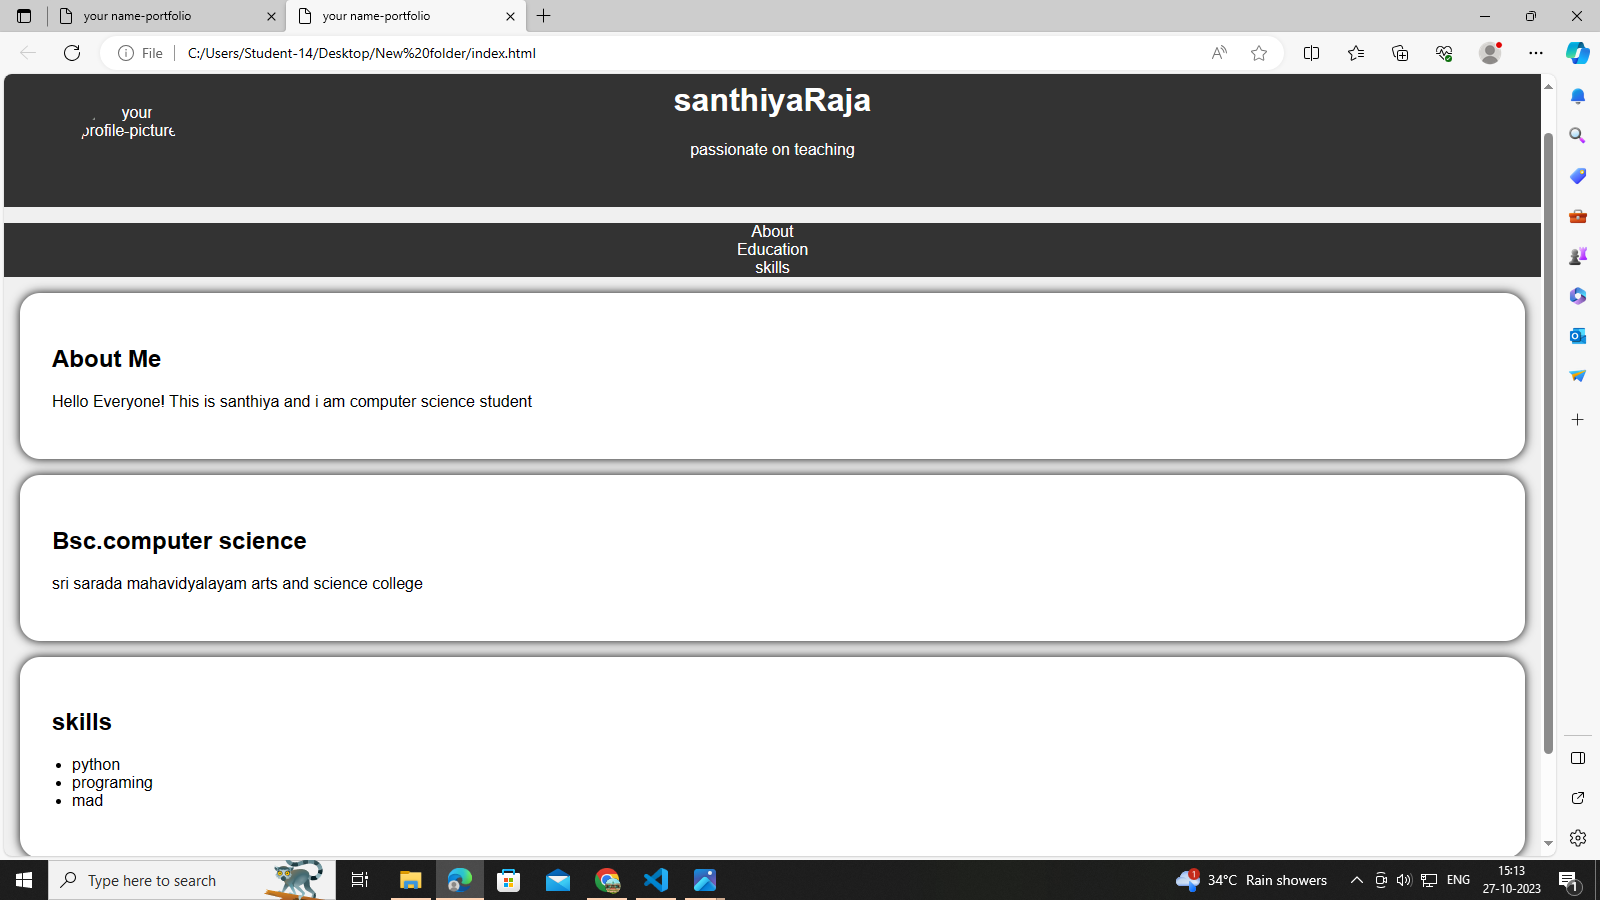 your name-portfolio
your name-portfolio
File
C:/Users/Student-14/Desktop/New%20folder/index.html
santhiyaRaja
your
profile-picture
passionate on teaching
About
Education
skills
About Me
Hello Everyone! This is santhiya and i am computer science student
Bsc.computer science
sri sarada mahavidyalayam arts and science college
skills
python
programing
mad
Type here to search
1
34°C Rain showers
ENG
15:13
27-10-2023
1